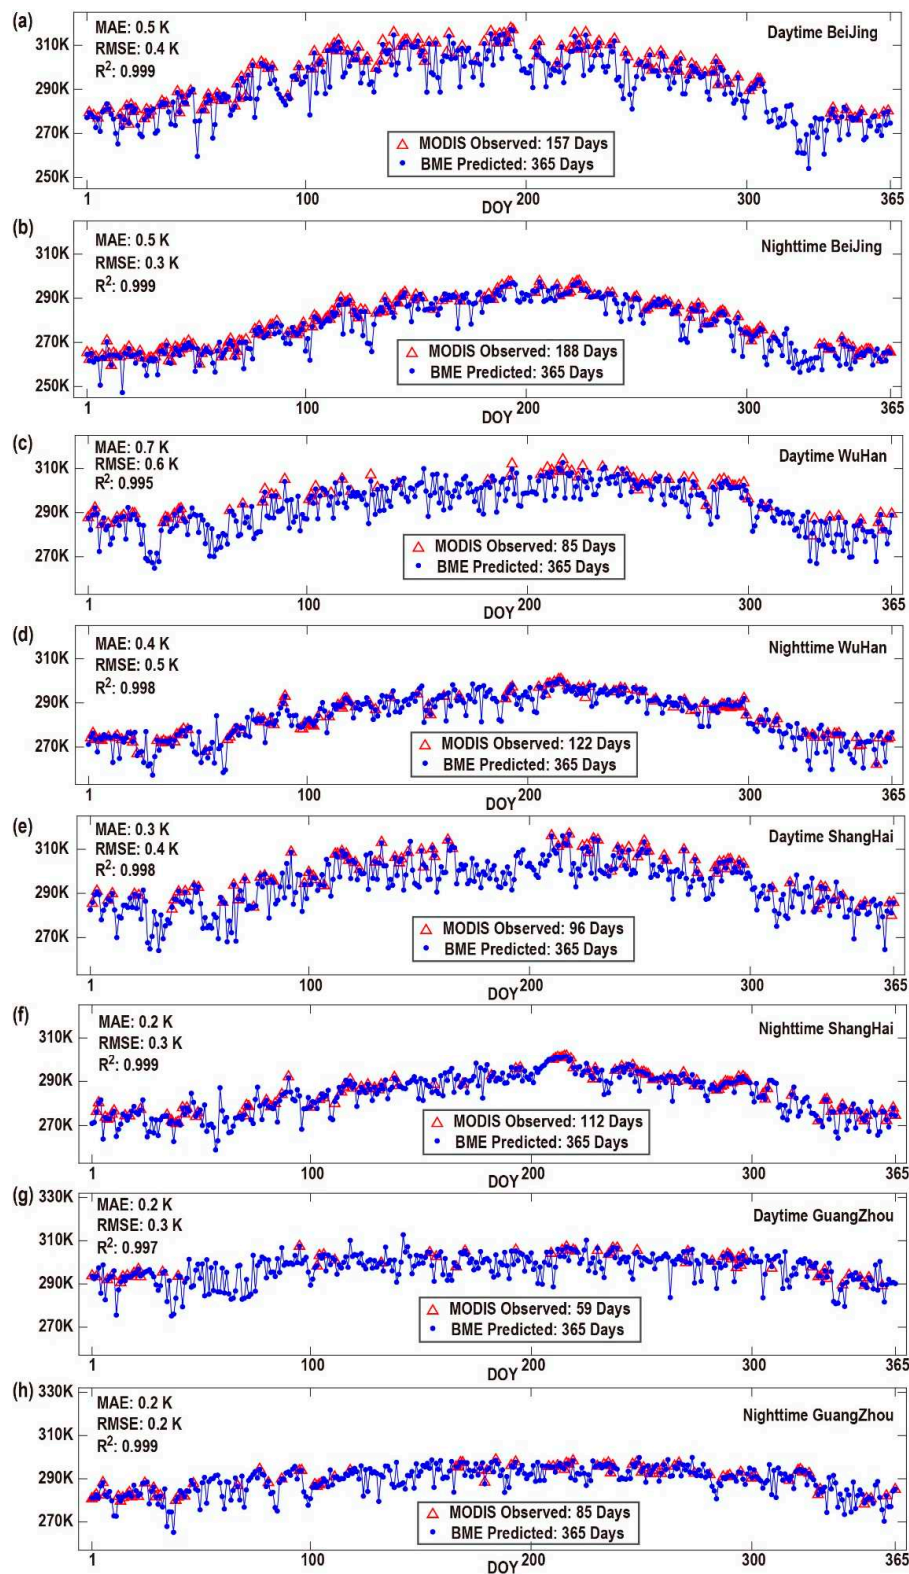 (a)
MAE: 0.5 K
RMSE: 0.4 K
R²: 0.999
Daytime BeiJing
310K
290K
270K
250K
MODIS Observed: 157 Days
BME Predicted: 365 Days
1 100 200 300 365
DOY
(b)
MAE: 0.5 K
RMSE: 0.3 K
R²: 0.999
Nighttime BeiJing
310K
290K
270K
250K
MODIS Observed: 188 Days
BME Predicted: 365 Days
1 100 200 300 365
DOY
(c)
MAE: 0.7 K
RMSE: 0.6 K
R²: 0.995
Daytime WuHan
310K
290K
270K
MODIS Observed: 85 Days
BME Predicted: 365 Days
1 100 200 300 365
DOY
(d)
MAE: 0.4 K
RMSE: 0.5 K
R²: 0.998
Nighttime WuHan
310K
290K
270K
MODIS Observed: 122 Days
BME Predicted: 365 Days
1 100 200 300 365
DOY
(e)
MAE: 0.3 K
RMSE: 0.4 K
R²: 0.998
Daytime ShangHai
310K
290K
270K
MODIS Observed: 96 Days
BME Predicted: 365 Days
1 100 200 300 365
DOY
(f)
MAE: 0.2 K
RMSE: 0.3 K
R²: 0.999
Nighttime ShangHai
310K
290K
270K
MODIS Observed: 112 Days
BME Predicted: 365 Days
1 100 200 300 365
DOY
(g)
330K
MAE: 0.2 K
RMSE: 0.3 K
R²: 0.997
Daytime GuangZhou
310K
290K
270K
MODIS Observed: 59 Days
BME Predicted: 365 Days
1 100 200 300 365
DOY
(h)
330K
MAE: 0.2 K
RMSE: 0.2 K
R²: 0.999
Nighttime GuangZhou
310K
290K
270K
MODIS Observed: 85 Days
BME Predicted: 365 Days
1 100 200 300 365
DOY